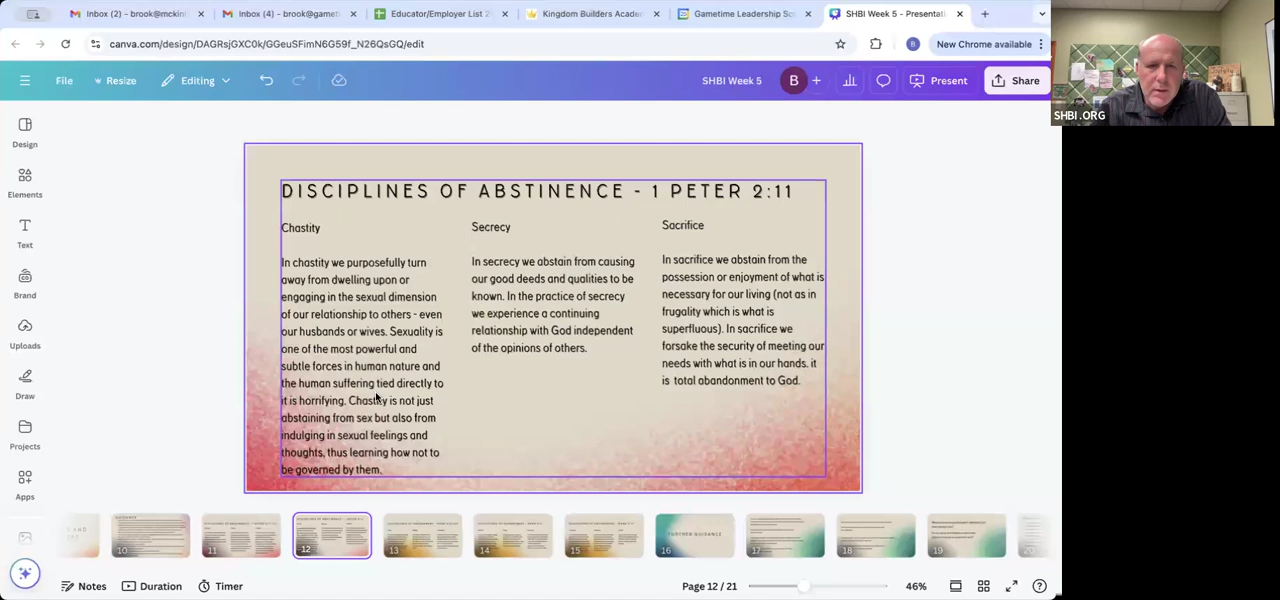 Inbox (2) - brook@mckin
Inbox (4) - brook@gamet
Educator/Employer List 2
Kingdom Builders Acade
Gametime Leadership Sc
SHBI Week 5 - Presentat
canva.com/design/DAGRsjGXC0k/GGeuSFimN6G59f_N26QsGQ/edit
B
New Chrome available
File
Resize
Editing
SHBI Week 5
B
Present
Share
SHBI.ORG
Design
Elements
Text
Brand
Uploads
Draw
Projects
Apps
DISCIPLINES OF ABSTINENCE - 1 PETER 2:11
Chastity
In chastity we purposefully turn
away from dwelling upon or
engaging in the sexual dimension
of our relationship to others - even
our husbands or wives. Sexuality is
one of the most powerful and
subtle forces in human nature and
the human suffering tied directly to
it is horrifying. Chastity is not just
abstaining from sex but also from
indulging in sexual feelings and
thoughts, thus learning how not to
be governed by them.
Secrecy
In secrecy we abstain from causing
our good deeds and qualities to be
known. In the practice of secrecy
we experience a continuing
relationship with God independent
of the opinions of others.
Sacrifice
In sacrifice we abstain from the
possession or enjoyment of what is
necessary for our living (not as in
frugality which is what is
superfluous). In sacrifice we
forsake the security of meeting our
needs with what is in our hands. it
is total abandonment to God.
10
11
12
13
14
15
FURTHER GUIDANCE
16
17
18
19
20
Notes
Duration
Timer
Page 12 / 21
46%